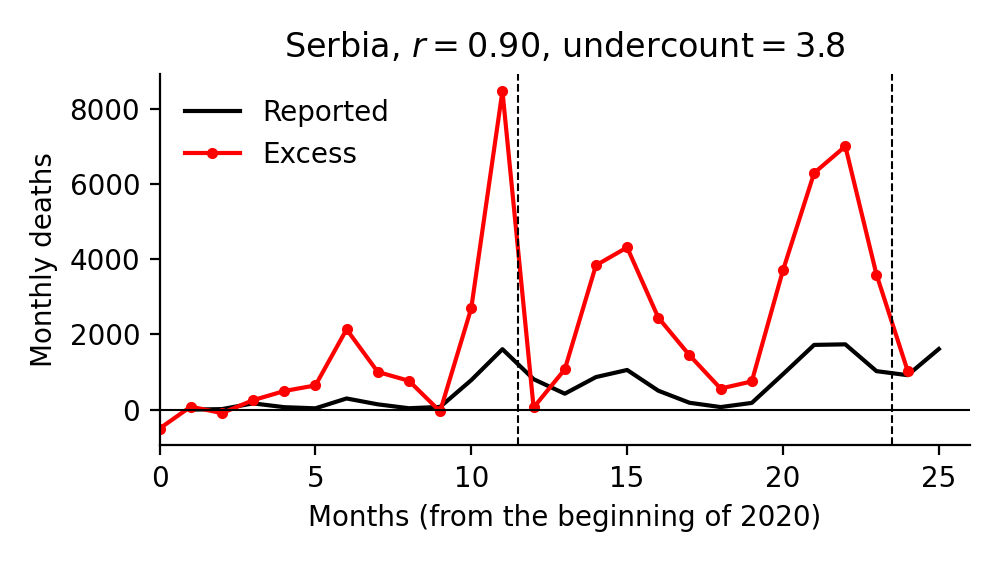 Serbia, r = 0.90, undercount = 3.8
Reported
Excess
Monthly deaths
8000
6000
4000
2000
0
0 5 10 15 20 25
Months (from the beginning of 2020)